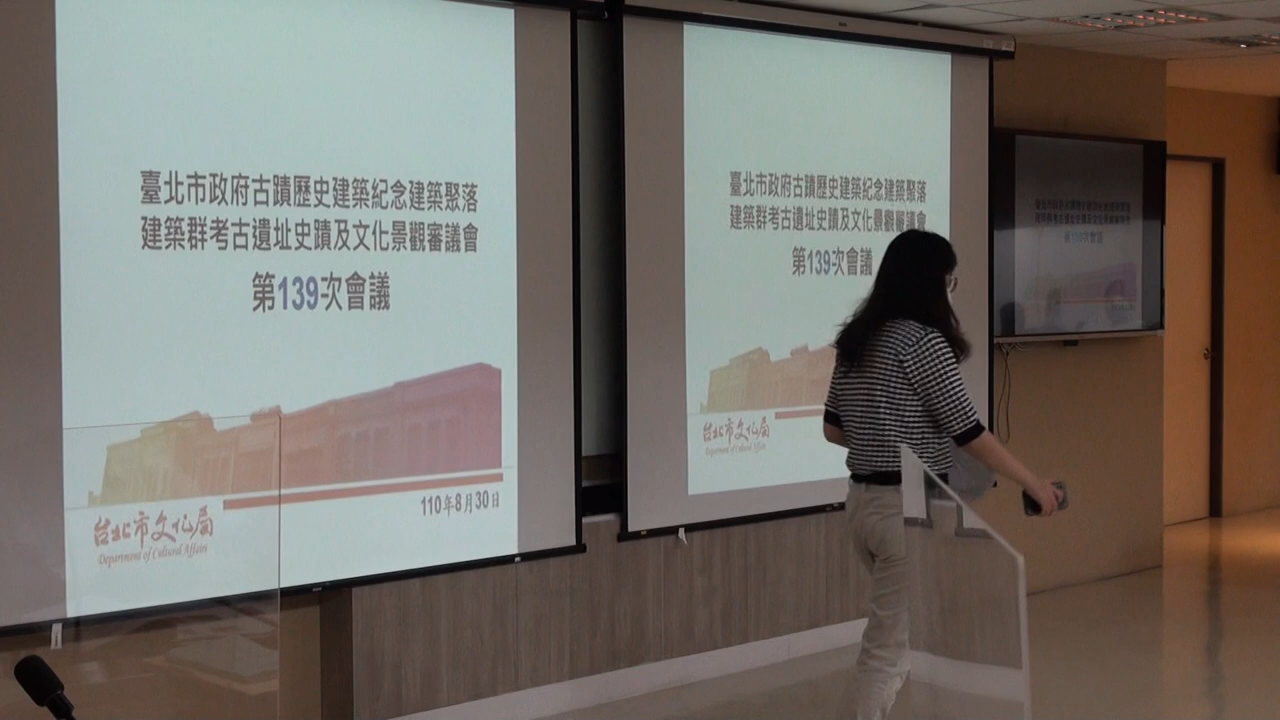 臺北市政府古蹟歷史建築紀念建築聚落
建築群考古遺址史蹟及文化景觀審議會
第139次會議
台北市文化局
Department of Cultural Affairs
110年8月30日
臺北市政府古蹟歷史建築紀念建築聚落
建築群考古遺址史蹟及文化景觀審議會
第139次會議
台北市文化局
Department of Cultural Affairs